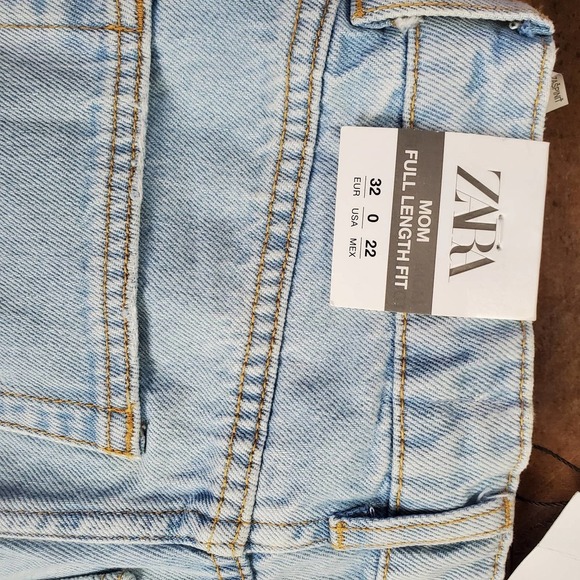 ZARA
MOM
FULL LENGTH FIT
32 0 22
EUR USA MEX